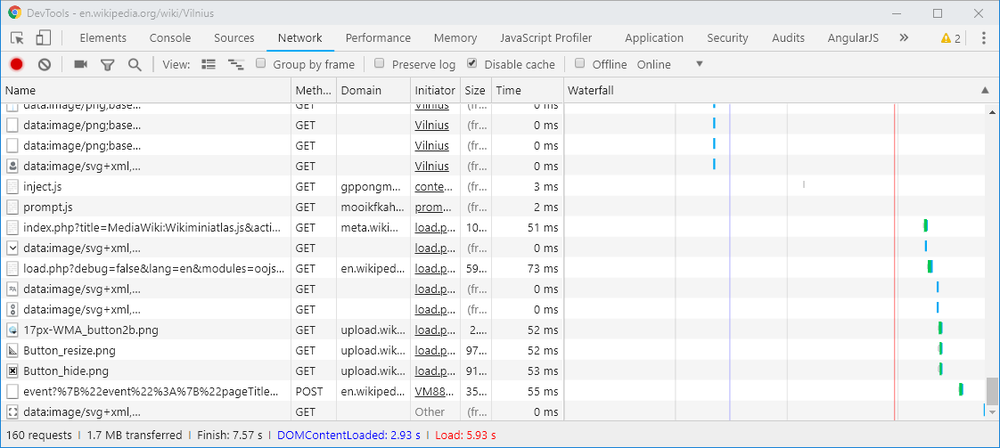 DevTools - en.wikipedia.org/wiki/Vilnius
Elements Console Sources Network Performance Memory JavaScript Profiler Application Security Audits AngularJS » 2
View: Group by frame Preserve log Disable cache Offline Online
Name Meth... Domain Initiator Size Time Waterfall
data:image/png;base... GET Vilnius (fr... 0 ms
data:image/png;base... GET Vilnius (fr... 0 ms
data:image/png;base... GET Vilnius (fr... 0 ms
data:image/svg+xml,... GET Vilnius (fr... 0 ms
inject.js GET gppongm... conte... (fr... 3 ms
prompt.js GET mooikfkah... prom... (fr... 2 ms
index.php?title=MediaWiki:Wikiminiatlas.js&acti... GET meta.wiki... load.p... 10... 51 ms
data:image/svg+xml,... GET load.p... (fr... 0 ms
load.php?debug=false&lang=en&modules=oojs... GET en.wikiped... load.p... 59... 73 ms
data:image/svg+xml,... GET load.p... (fr... 0 ms
data:image/svg+xml,... GET load.p... (fr... 0 ms
17px-WMA_button2b.png GET upload.wik... load.p... 2.... 52 ms
Button_resize.png GET upload.wik... load.p... 97... 52 ms
Button_hide.png GET upload.wik... load.p... 91... 53 ms
event?%7B%22event%22%3A%7B%22pageTitle... POST en.wikiped... VM88... 35... 55 ms
data:image/svg+xml,... GET Other (fr... 0 ms
160 requests 1.7 MB transferred Finish: 7.57 s DOMContentLoaded: 2.93 s Load: 5.93 s